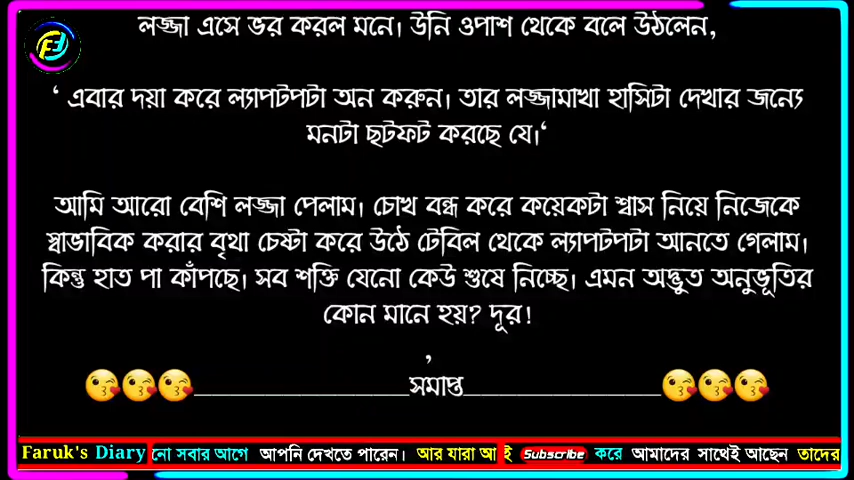 লজ্জা এসে ভর করল মনে। উনি ওপাশ থেকে বলে উঠলেন,
‘ এবার দয়া করে ল্যাপটপটা অন করুন। তার লজ্জামাখা হাসিটা দেখার জন্যে
মনটা ছটফট করছে যে।‘
আমি আরো বেশি লজ্জা পেলাম। চোখ বন্ধ করে কয়েকটা শ্বাস নিয়ে নিজেকে
স্বাভাবিক করার বৃথা চেষ্টা করে উঠে টেবিল থেকে ল্যাপটপটা আনতে গেলাম।
কিন্তু হাত পা কাঁপছে। সব শক্তি যেনো কেউ শুষে নিচ্ছে। এমন অদ্ভুত অনুভূতির
কোন মানে হয়? দূর!
,
😘😘😘__________________সমাপ্ত__________________😘😘😘
Faruk's Diary নো সবার আগে আপনি দেখতে পারেন। আর যারা আ ই Subscribe করে আমাদের সাথেই আছেন তাদের